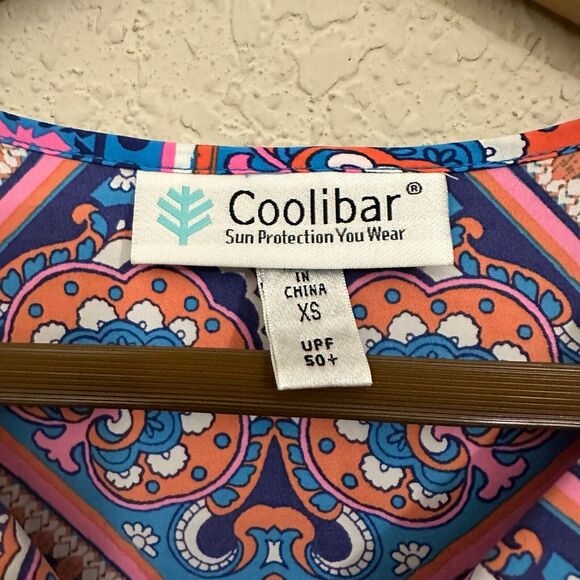 Coolibar®
Sun Protection You Wear
IN
CHINA
XS
UPF
50+